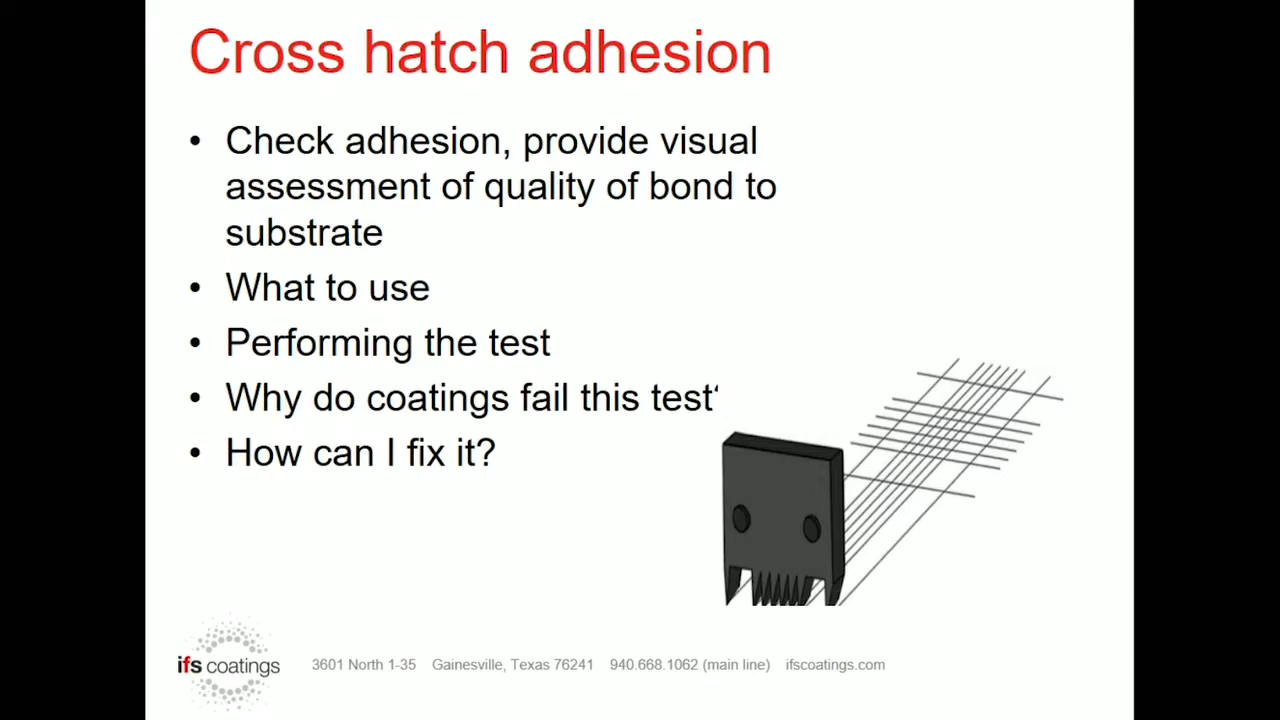 Cross hatch adhesion
• Check adhesion, provide visual
assessment of quality of bond to
substrate
• What to use
• Performing the test
• Why do coatings fail this test?
• How can I fix it?
ifs coatings
3601 North 1-35 Gainesville, Texas 76241 940.668.1062 (main line) ifscoatings.com